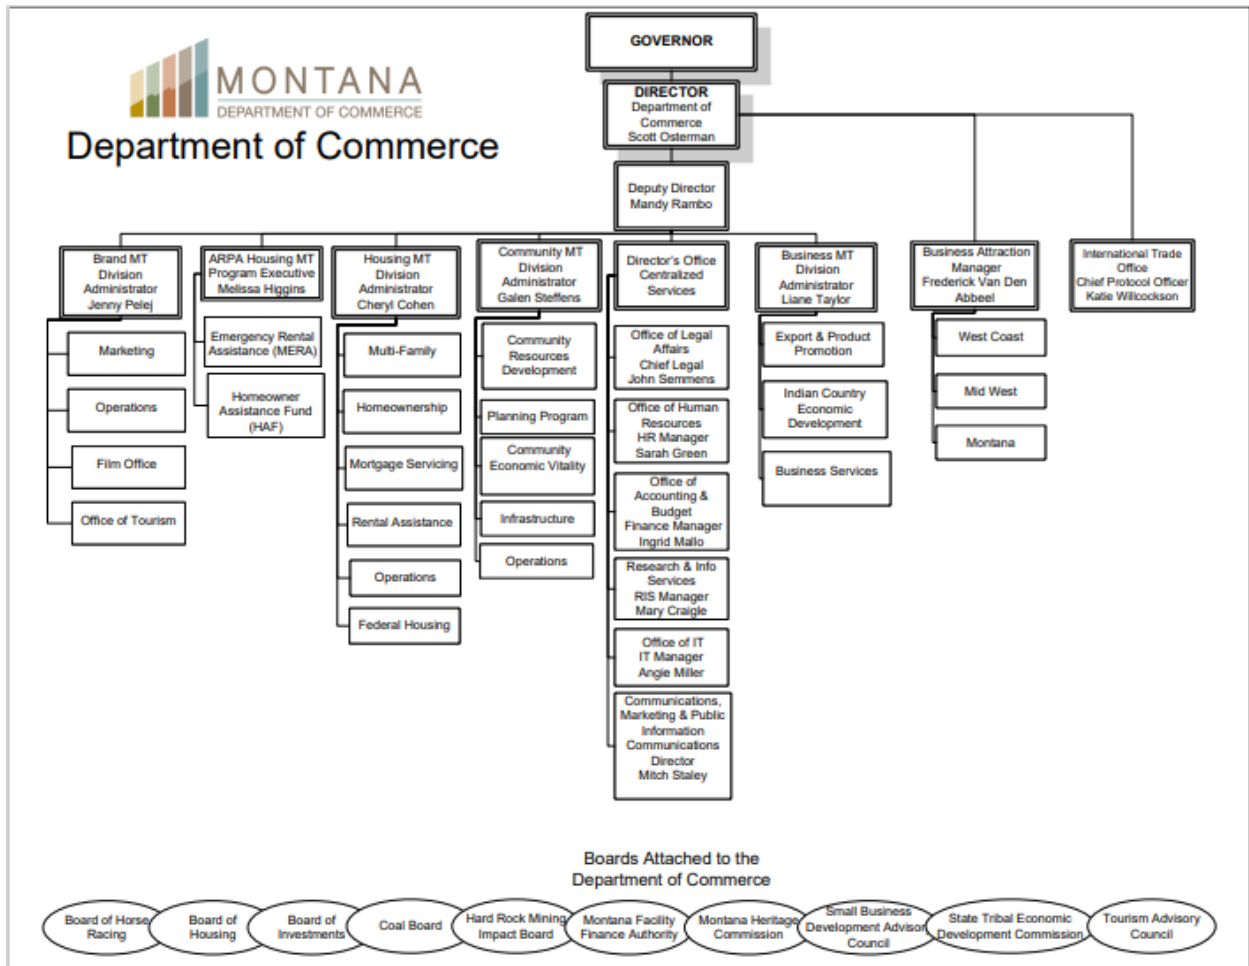 GOVERNOR
MONTANA
DEPARTMENT OF COMMERCE
Department of Commerce
DIRECTOR
Department of
Commerce
Scott Osterman
Deputy Director
Mandy Rambo
Brand MT
Division
Administrator
Jenny Pelej
Marketing
Operations
Film Office
Office of Tourism
ARPA Housing MT
Program Executive
Melissa Higgins
Emergency Rental
Assistance (MERA)
Homeowner
Assistance Fund
(HAF)
Housing MT
Division
Administrator
Cheryl Cohen
Multi-Family
Homeownership
Mortgage Servicing
Rental Assistance
Operations
Federal Housing
Community MT
Division
Administrator
Galen Steffens
Community
Resources
Development
Planning Program
Community
Economic Vitality
Infrastructure
Operations
Director's Office
Centralized
Services
Office of Legal
Affairs
Chief Legal
John Semmens
Office of Human
Resources
HR Manager
Sarah Green
Office of
Accounting &
Budget
Finance Manager
Ingrid Mallo
Research & Info
Services
RIS Manager
Mary Craigle
Office of IT
IT Manager
Angie Miller
Communications,
Marketing & Public
Information
Communications
Director
Mitch Staley
Business MT
Division
Administrator
Liane Taylor
Export & Product
Promotion
Indian Country
Economic
Development
Business Services
Business Attraction
Manager
Frederick Van Den
Abbeel
West Coast
Mid West
Montana
International Trade
Office
Chief Protocol Officer
Katie Willcockson
Boards Attached to the
Department of Commerce
Board of Horse
Racing
Board of
Housing
Board of
Investments
Coal Board
Hard Rock Mining
Impact Board
Montana Facility
Finance Authority
Montana Heritage
Commission
Small Business
Development Advisor
Council
State Tribal Economic
Development Commission
Tourism Advisory
Council